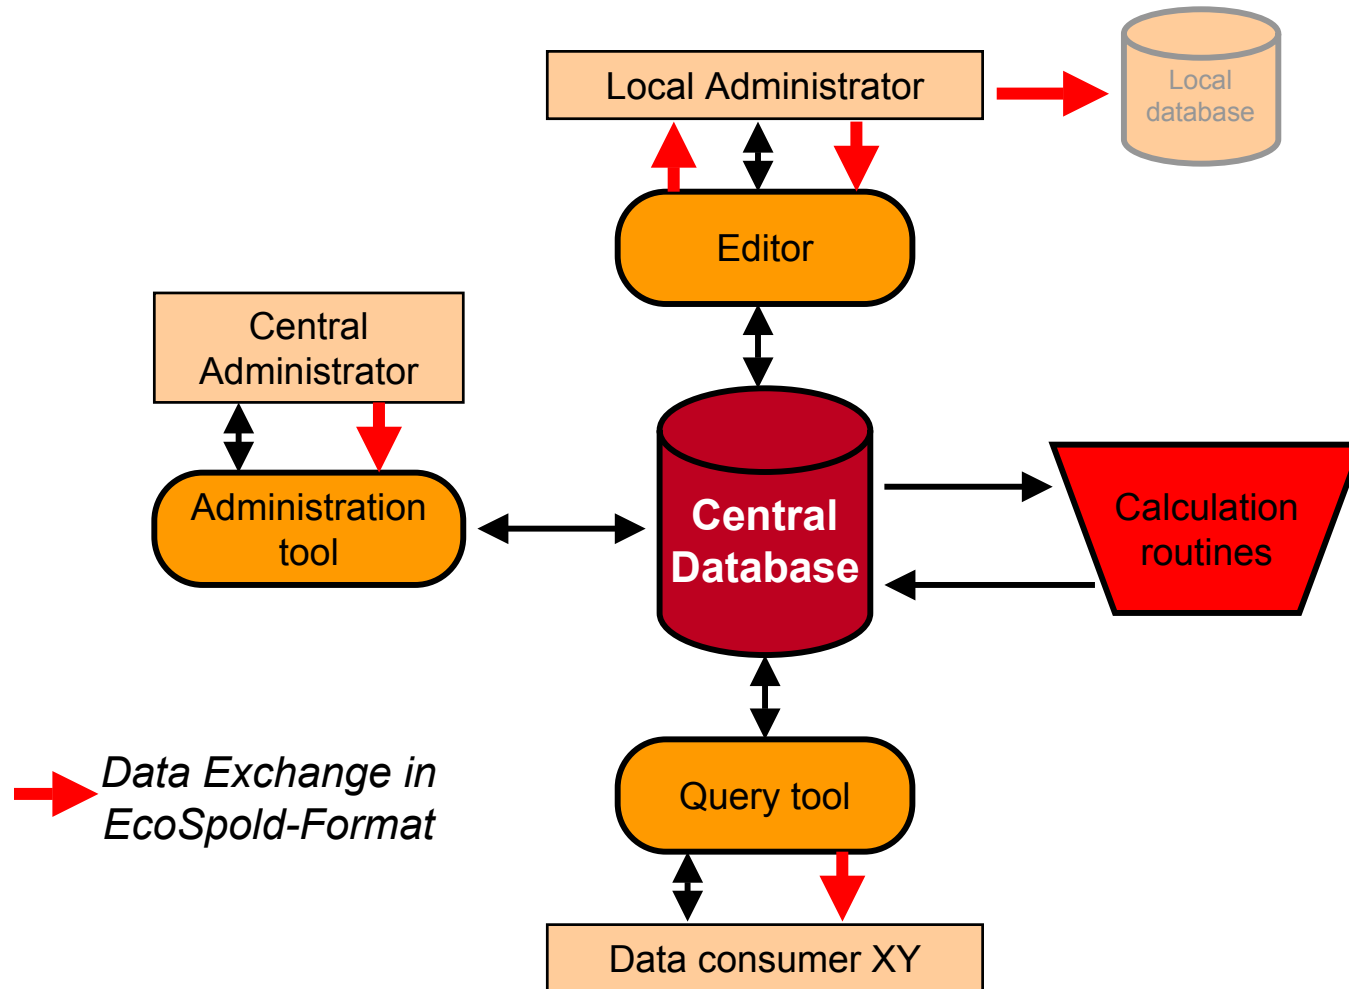 Local Administrator
Local
database
Editor
Central
Administrator
Administration
tool
Central
Database
Calculation
routines
Data Exchange in
EcoSpold-Format
Query tool
Data consumer XY